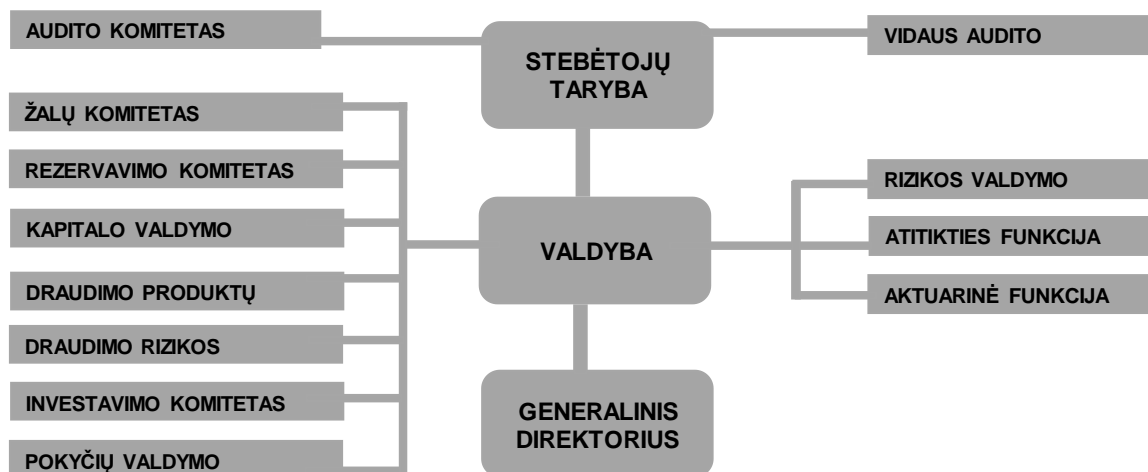 AUDITO KOMITETAS
STEBĖTOJŲ
TARYBA
VIDAUS AUDITO
ŽALŲ KOMITETAS
REZERVAVIMO KOMITETAS
KAPITALO VALDYMO
DRAUDIMO PRODUKTŲ
DRAUDIMO RIZIKOS
INVESTAVIMO KOMITETAS
POKYČIŲ VALDYMO
VALDYBA
RIZIKOS VALDYMO
ATITIKTIES FUNKCIJA
AKTUARINĖ FUNKCIJA
GENERALINIS
DIREKTORIUS